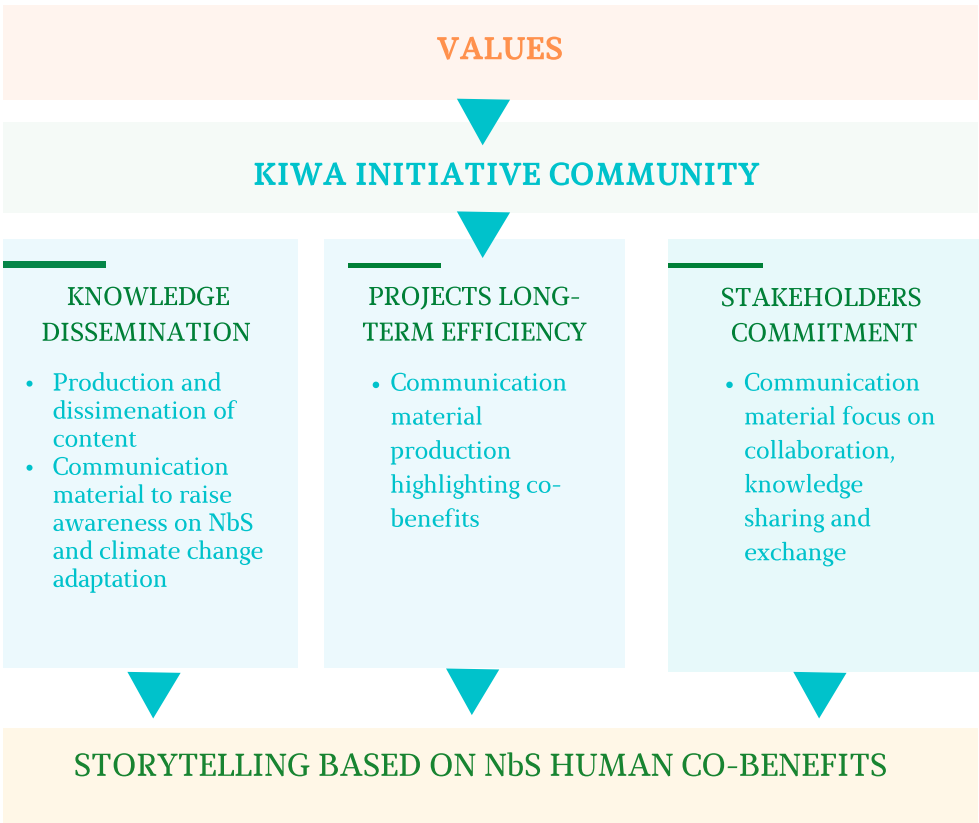 VALUES
KIWA INITIATIVE COMMUNITY
KNOWLEDGE
DISSEMINATION
• Production and
dissimenation of
content
• Communication
material to raise
awareness on NbS
and climate change
adaptation
PROJECTS LONG-
TERM EFFICIENCY
• Communication
material
production
highlighting co-
benefits
STAKEHOLDERS
COMMITMENT
• Communication
material focus on
collaboration,
knowledge
sharing and
exchange
STORYTELLING BASED ON NbS HUMAN CO-BENEFITS